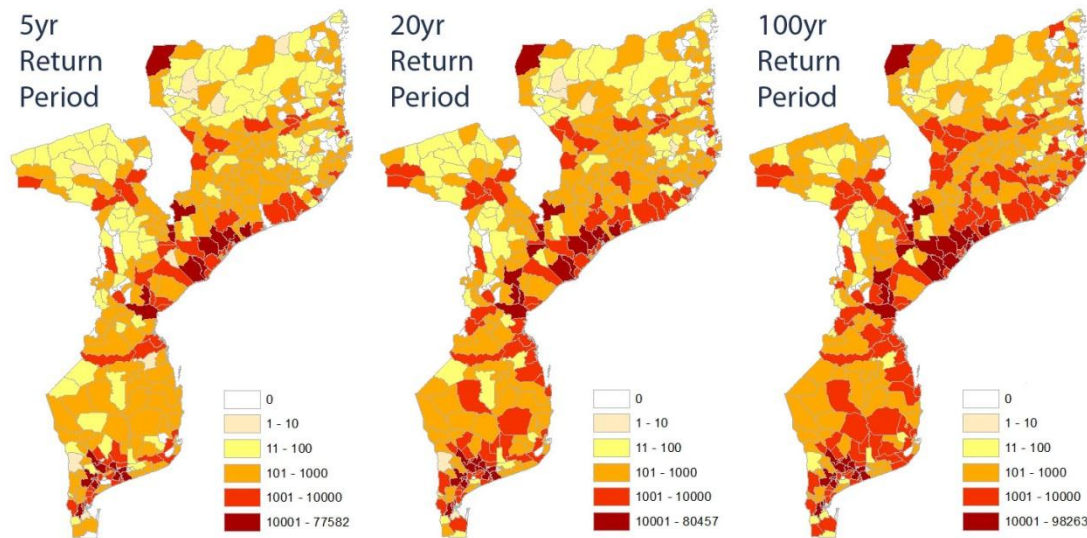 5yr
Return
Period
0
1 - 10
11 - 100
101 - 1000
1001 - 10000
10001 - 77582
20yr
Return
Period
0
1 - 10
11 - 100
101 - 1000
1001 - 10000
10001 - 80457
100yr
Return
Period
0
1 - 10
11 - 100
101 - 1000
1001 - 10000
10001 - 98263